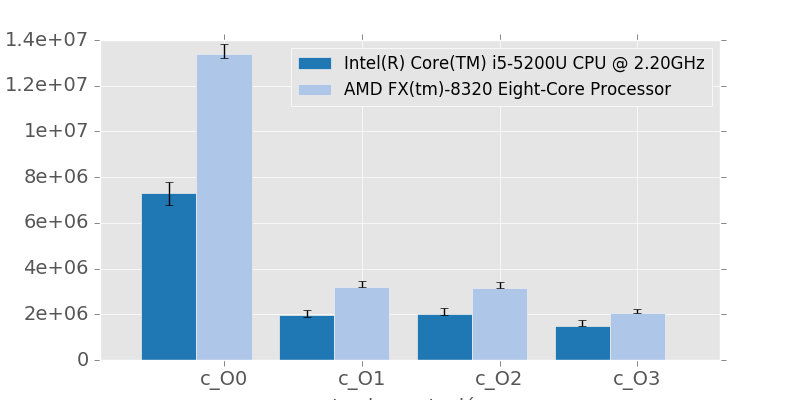 1.4e+07
1.2e+07
1e+07
8e+06
6e+06
4e+06
2e+06
0
Intel(R) Core(TM) i5-5200U CPU @ 2.20GHz
AMD FX(tm)-8320 Eight-Core Processor
c_O0 c_O1 c_O2 c_O3